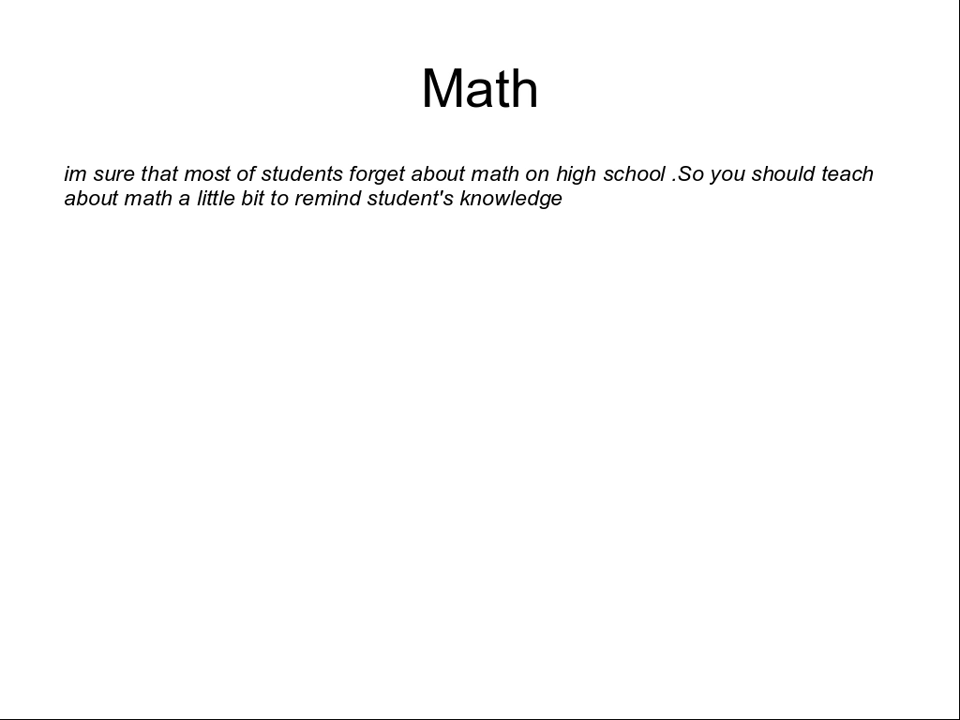 Math
im sure that most of students forget about math on high school .So you should teach
about math a little bit to remind student's knowledge